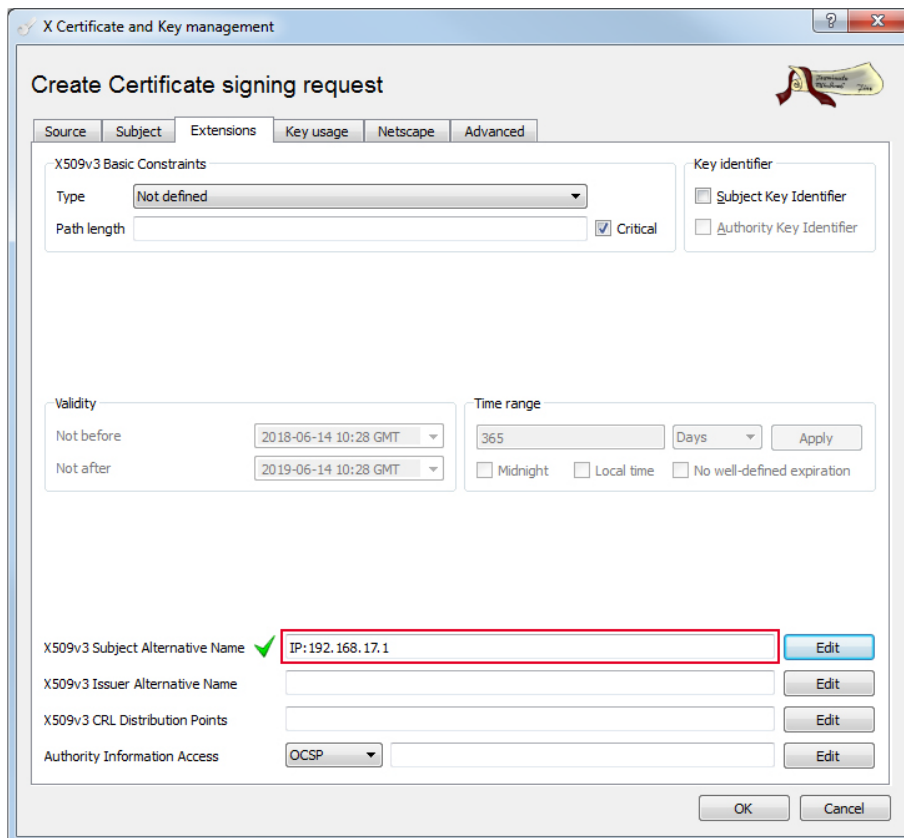 X Certificate and Key management
Create Certificate signing request
Source Subject Extensions Key usage Netscape Advanced
X509v3 Basic Constraints
Key identifier
Type Not defined
Subject Key Identifier
Path length
Critical
Authority Key Identifier
Validity
Time range
Not before 2018-06-14 10:28 GMT
365 Days Apply
Not after 2019-06-14 10:28 GMT
Midnight Local time No well-defined expiration
X509v3 Subject Alternative Name IP:192.168.17.1 Edit
X509v3 Issuer Alternative Name Edit
X509v3 CRL Distribution Points Edit
Authority Information Access OCSP Edit
OK Cancel